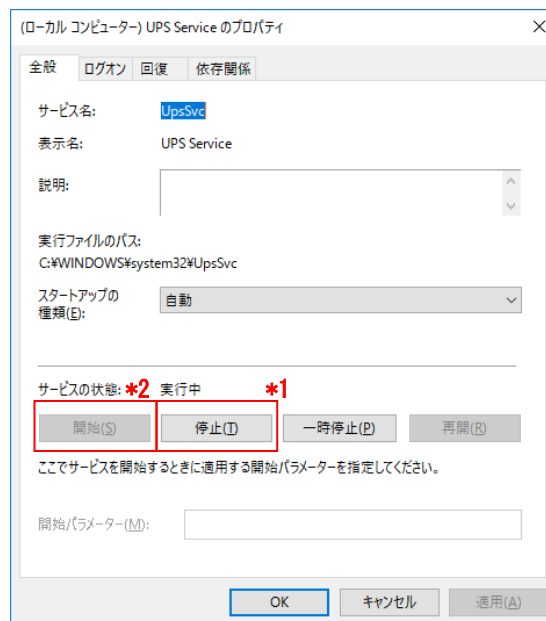 (ローカル コンピューター) UPS Service のプロパティ
全般 ログオン 回復 依存関係
サービス名: UpsSvc
表示名: UPS Service
説明:
実行ファイルのパス:
C:¥WINDOWS¥system32¥UpsSvc
スタートアップの
種類(E): 自動
サービスの状態: *2 実行中 *1
開始(S) 停止(T) 一時停止(P) 再開(R)
ここでサービスを開始するときに適用する開始パラメーターを指定してください。
開始パラメーター(M):
OK キャンセル 適用(A)